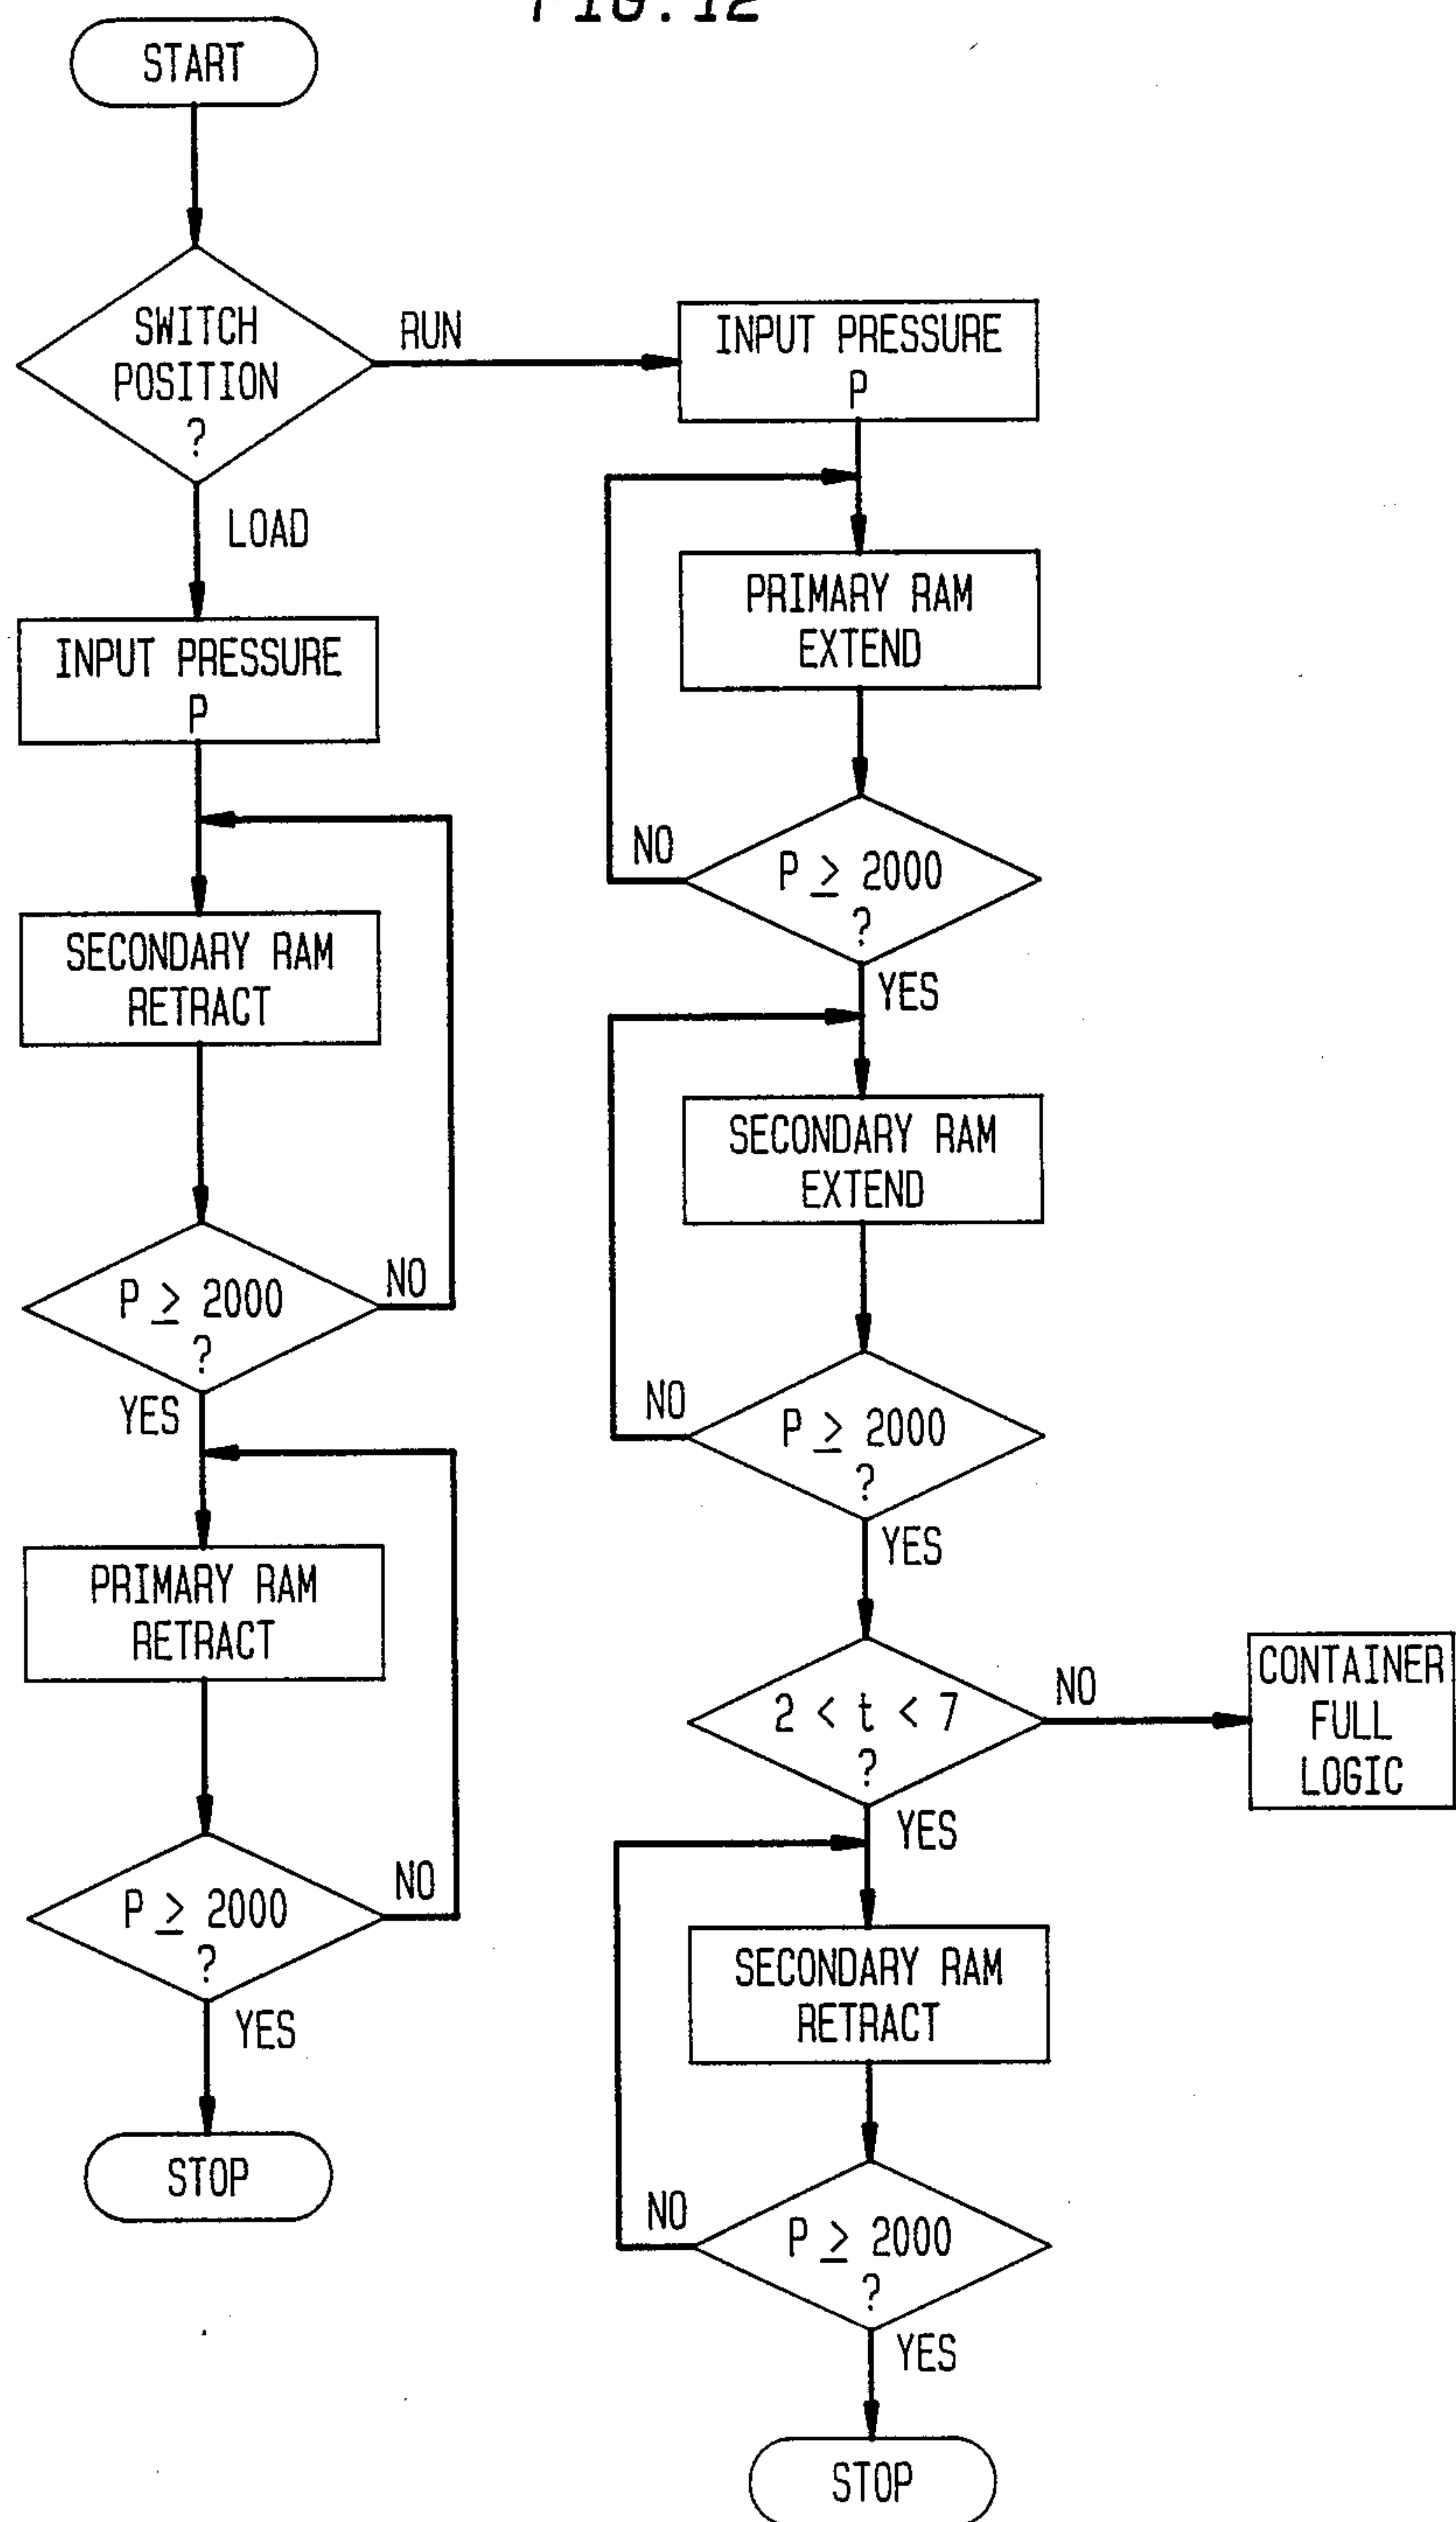 FIG. 12
START
SWITCH
POSITION
?
RUN
LOAD
INPUT PRESSURE
P
SECONDARY RAM
RETRACT
P ≥ 2000
?
NO
YES
PRIMARY RAM
RETRACT
P ≥ 2000
?
NO
YES
STOP
INPUT PRESSURE
P
PRIMARY RAM
EXTEND
P ≥ 2000
?
NO
YES
SECONDARY RAM
EXTEND
P ≥ 2000
?
NO
YES
2 < t < 7
?
NO
CONTAINER
FULL
LOGIC
YES
SECONDARY RAM
RETRACT
P ≥ 2000
?
NO
YES
STOP